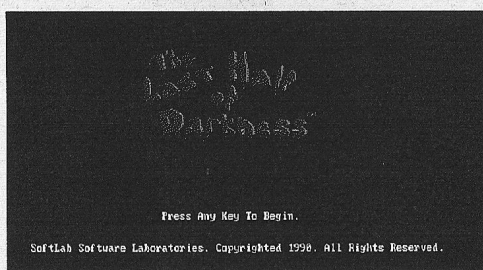 The
Last Half
of
Darkness
Press Any Key To Begin.
SoftLab Software Laboratories. Copyrighted 1990. All Rights Reserved.